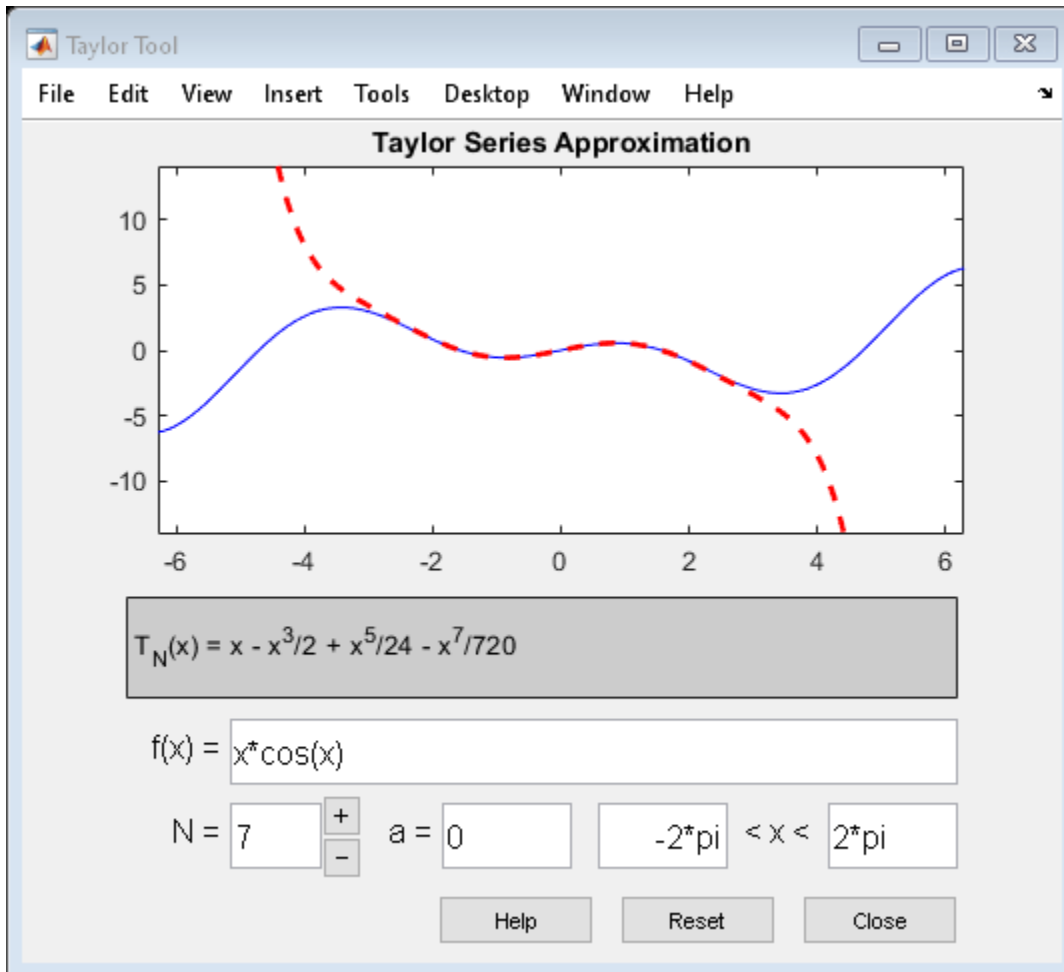 Taylor Tool
File Edit View Insert Tools Desktop Window Help
Taylor Series Approximation
10
5
0
-5
-10
-6 -4 -2 0 2 4 6
T_N(x) = x - x^3/2 + x^5/24 - x^7/720
f(x) = x*cos(x)
N = 7 + − a = 0 -2*pi < x < 2*pi
Help Reset Close